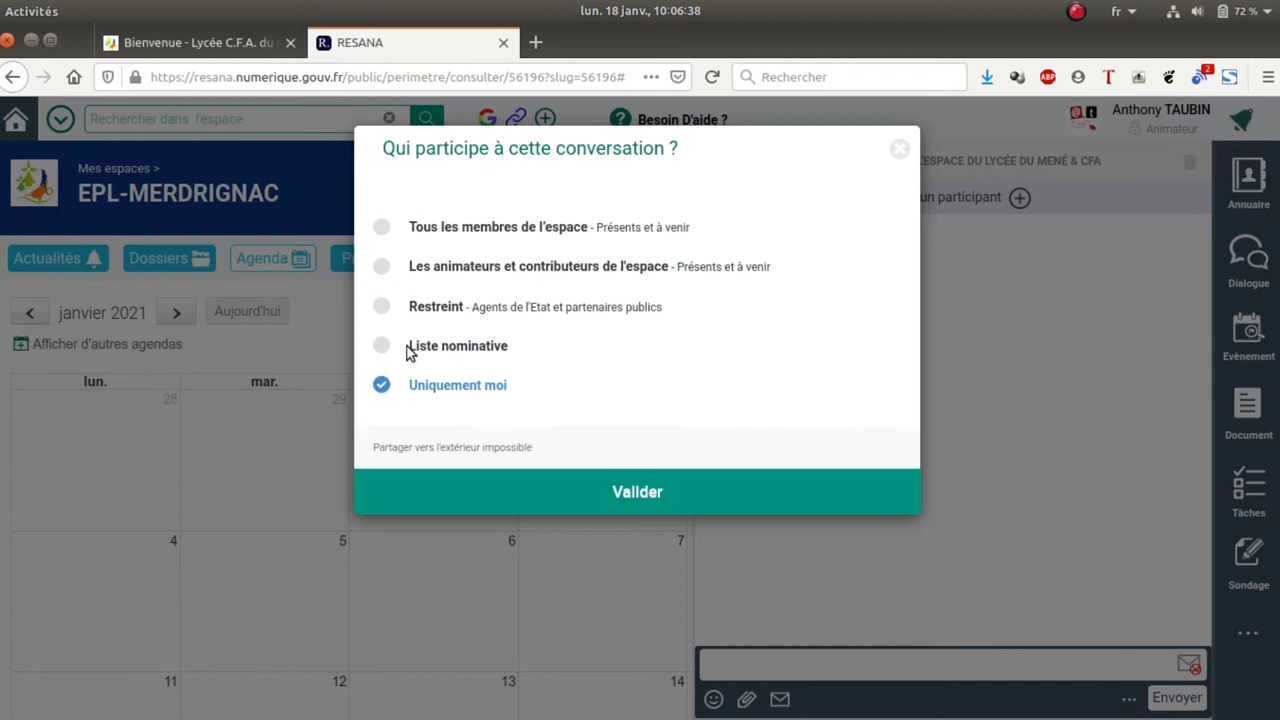 Activités
lun. 18 janv., 10:06:38
fr
72 %
Bienvenue - Lycée C.F.A. du
RESANA
https://resana.numerique.gouv.fr/public/perimetre/consulter/56196?slug=56196#
Rechercher
ABP
T
2
Rechercher dans l'espace
Besoin D'aide ?
Anthony TAUBIN
Animateur
Mes espaces >
EPL-MERDRIGNAC
Qui participe à cette conversation ?
ESPACE DU LYCÉE DU MENÉ & CFA
un participant
Tous les membres de l'espace - Présents et à venir
Les animateurs et contributeurs de l'espace - Présents et à venir
Restreint - Agents de l'Etat et partenaires publics
Liste nominative
Uniquement moi
Partager vers l'extérieur impossible
Valider
Actualités
Dossiers
Agenda
janvier 2021
Aujourd'hui
Afficher d'autres agendas
lun.
mar.
28
29
4
5
6
7
11
12
13
14
Annuaire
Dialogue
Evènement
Document
Tâches
Sondage
Envoyer